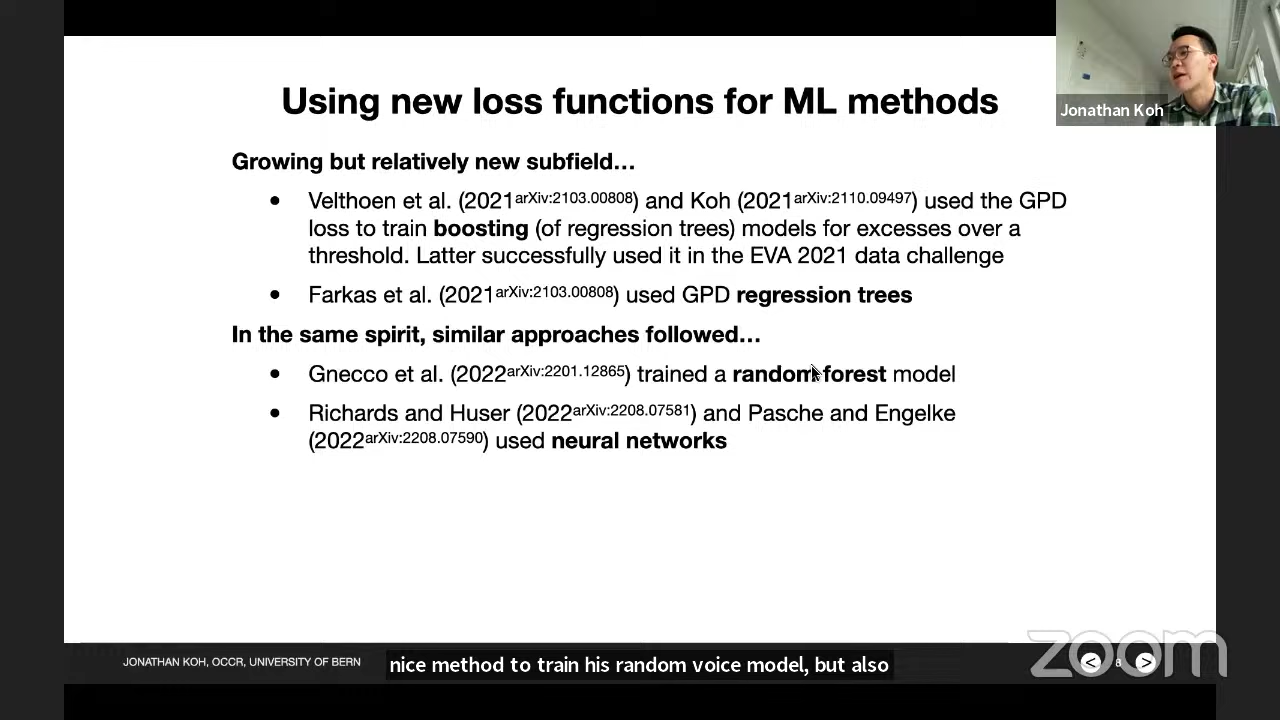 Using new loss functions for ML methods
Jonathan Koh
Growing but relatively new subfield…
• Velthoen et al. (2021arXiv:2103.00808) and Koh (2021arXiv:2110.09497) used the GPD
loss to train boosting (of regression trees) models for excesses over a
threshold. Latter successfully used it in the EVA 2021 data challenge
• Farkas et al. (2021arXiv:2103.00808) used GPD regression trees
In the same spirit, similar approaches followed…
• Gnecco et al. (2022arXiv:2201.12865) trained a random forest model
• Richards and Huser (2022arXiv:2208.07581) and Pasche and Engelke
(2022arXiv:2208.07590) used neural networks
JONATHAN KOH, OCCR, UNIVERSITY OF BERN
nice method to train his random voice model, but also
zoom
< 8 >